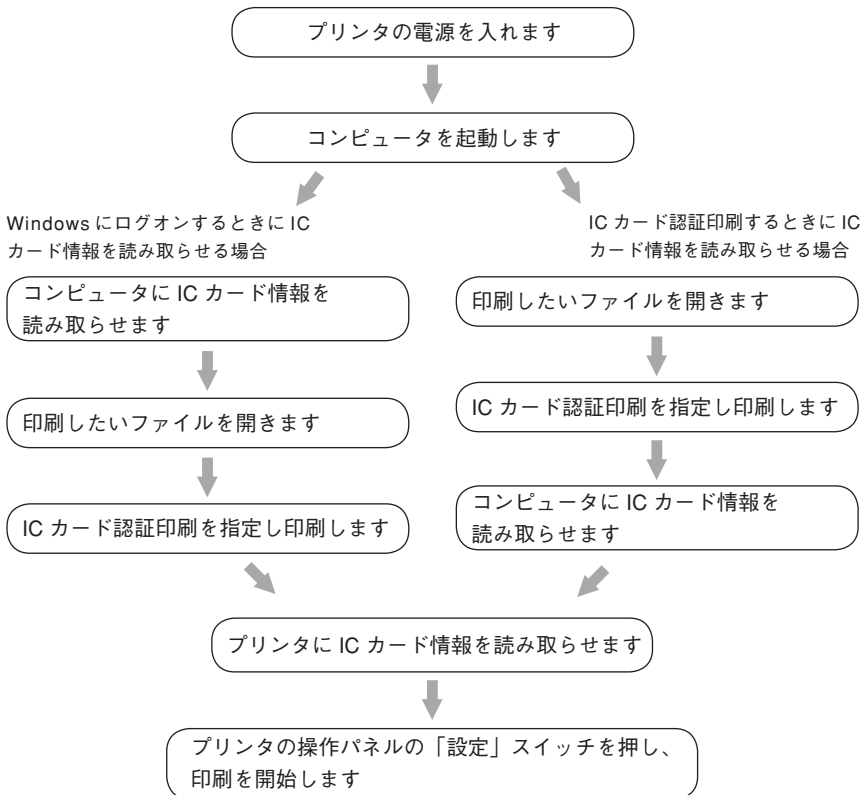 プリンタの電源を入れます
コンピュータを起動します
Windows にログオンするときに IC
カード情報を読み取らせる場合
コンピュータに IC カード情報を
読み取らせます
印刷したいファイルを開きます
IC カード認証印刷を指定し印刷します
IC カード認証印刷するときに IC
カード情報を読み取らせる場合
印刷したいファイルを開きます
IC カード認証印刷を指定し印刷します
コンピュータに IC カード情報を
読み取らせます
プリンタに IC カード情報を読み取らせます
プリンタの操作パネルの「設定」スイッチを押し、
印刷を開始します